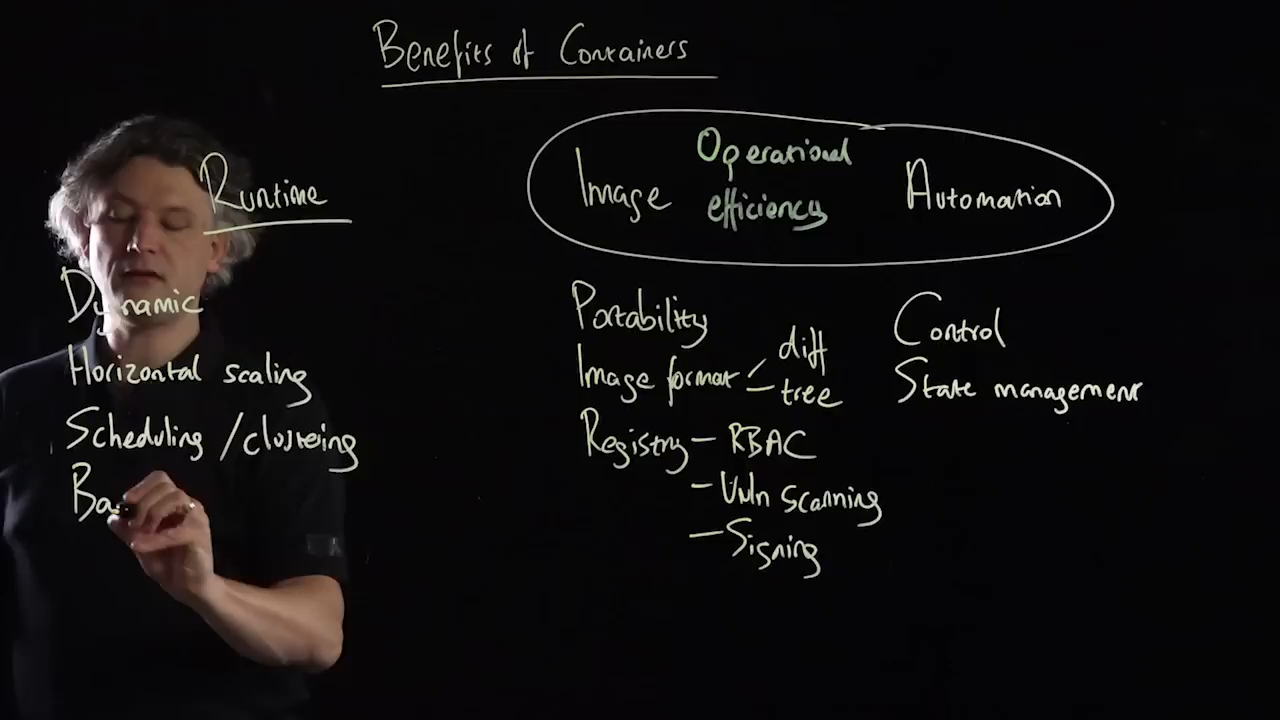 Benefits of Containers
Runtime
Dynamic
Horizontal scaling
Scheduling / clustering
Ba
Image
Operational
efficiency
Automation
Portability
Image format
diff
tree
Registry – RBAC
– Vuln scanning
– Signing
Control
State management